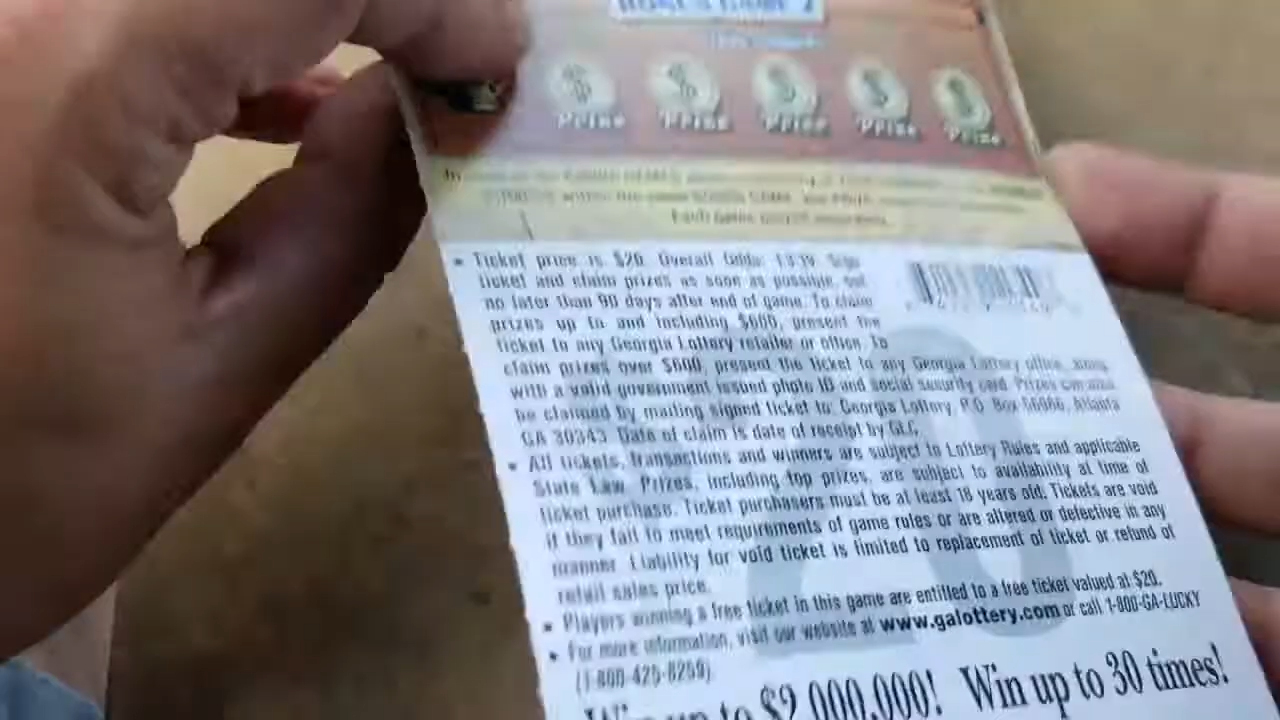 Prize Prize Prize Prize Prize
Each game played separately.
• Ticket price is $20. Overall Odds: Sign
ticket and claim prizes as soon as possible, but
no later than 90 days after end of game. To claim
prizes up to and including $600, present the
ticket to any Georgia Lottery retailer or office. To
claim prizes over $600, present the ticket to any Georgia Lottery office, along
with a valid government issued photo ID and social security card. Prizes can also
be claimed by mailing signed ticket to: Georgia Lottery, P.O. Box 56966, Atlanta
GA 30343. Date of claim is date of receipt by GLC.
• All tickets, transactions and winners are subject to Lottery Rules and applicable
State Law. Prizes, including top prizes, are subject to availability at time of
ticket purchase. Ticket purchasers must be at least 18 years old. Tickets are void
if they fail to meet requirements of game rules or are altered or defective in any
manner. Liability for void ticket is limited to replacement of ticket or refund of
retail sales price.
• Players winning a free ticket in this game are entitled to a free ticket valued at $20.
• For more information, visit our website at www.galottery.com or call 1-800-GA-LUCKY
(1-800-425-8259).
Win up to $2,000,000! Win up to 30 times!